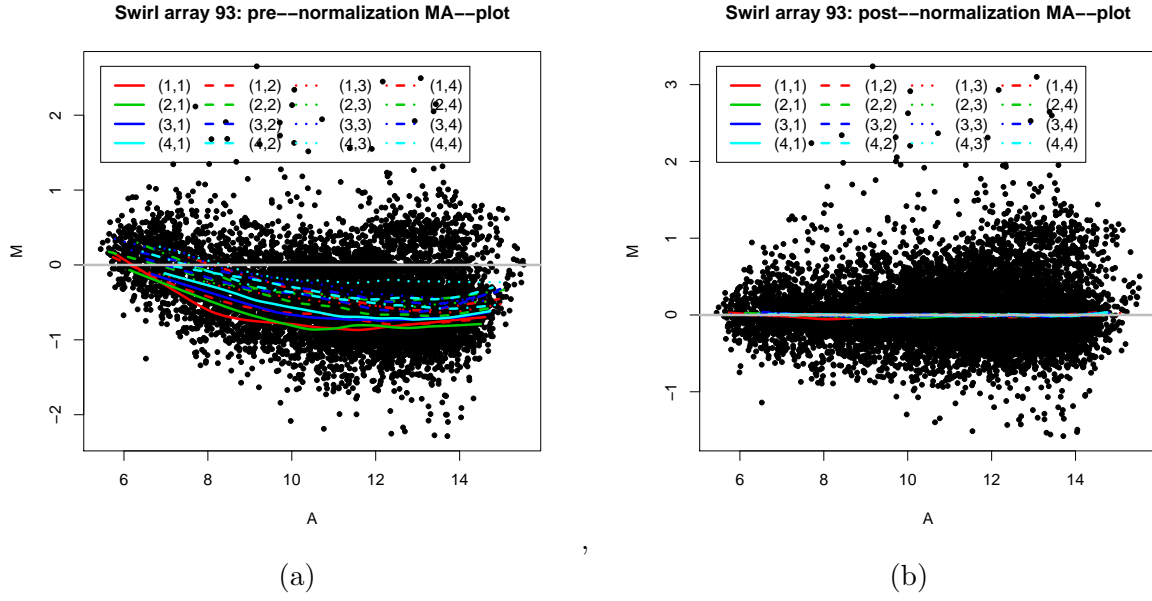 Swirl array 93: pre--normalization MA--plot
M
2
1
0
−1
−2
(1,1) (1,2) (1,3) (1,4)
(2,1) (2,2) (2,3) (2,4)
(3,1) (3,2) (3,3) (3,4)
(4,1) (4,2) (4,3) (4,4)
6 8 10 12 14
A
(a)
,
Swirl array 93: post--normalization MA--plot
M
3
2
1
0
−1
(1,1) (1,2) (1,3) (1,4)
(2,1) (2,2) (2,3) (2,4)
(3,1) (3,2) (3,3) (3,4)
(4,1) (4,2) (4,3) (4,4)
6 8 10 12 14
A
(b)